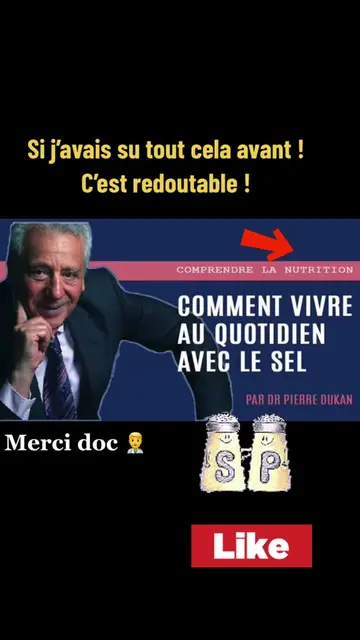 Si j’avais su tout cela avant !
C’est redoutable !
COMPRENDRE LA NUTRITION
COMMENT VIVRE
AU QUOTIDIEN
AVEC LE SEL
PAR DR PIERRE DUKAN
Merci doc 👨‍⚕️
S P
Like